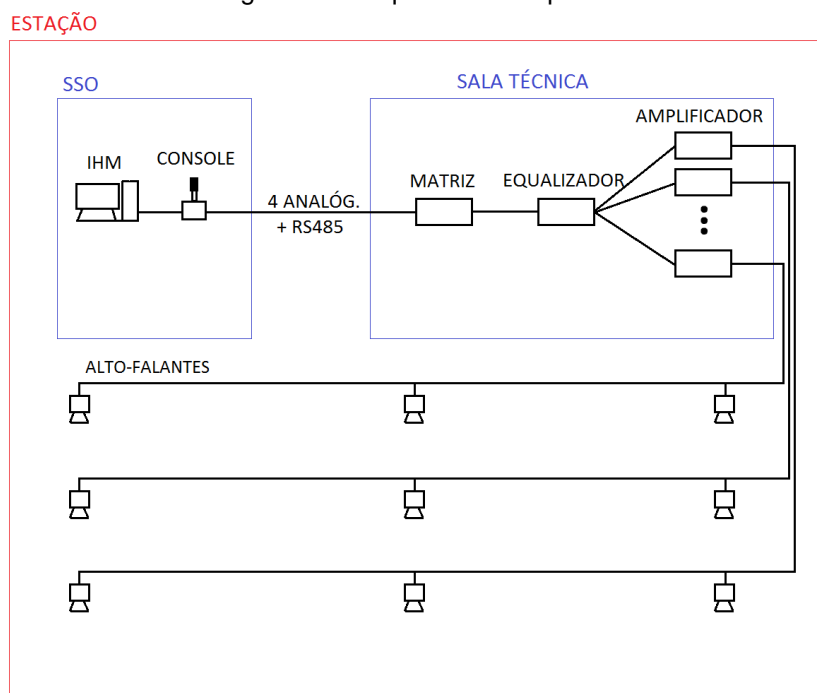 ESTAÇÃO
SSO
SALA TÉCNICA
AMPLIFICADOR
IHM
CONSOLE
MATRIZ
EQUALIZADOR
4 ANALÓG.
+ RS485
ALTO-FALANTES